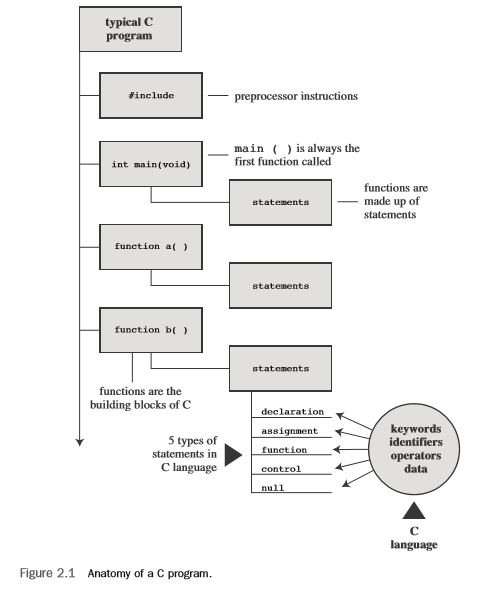 typical C
program
#include
preprocessor instructions
int main(void)
main ( ) is always the
first function called
statements
functions are
made up of
statements
function a( )
statements
function b( )
statements
functions are the
building blocks of C
5 types of
statements in
C language
declaration
assignment
function
control
null
keywords
identifiers
operators
data
C
language
Figure 2.1 Anatomy of a C program.